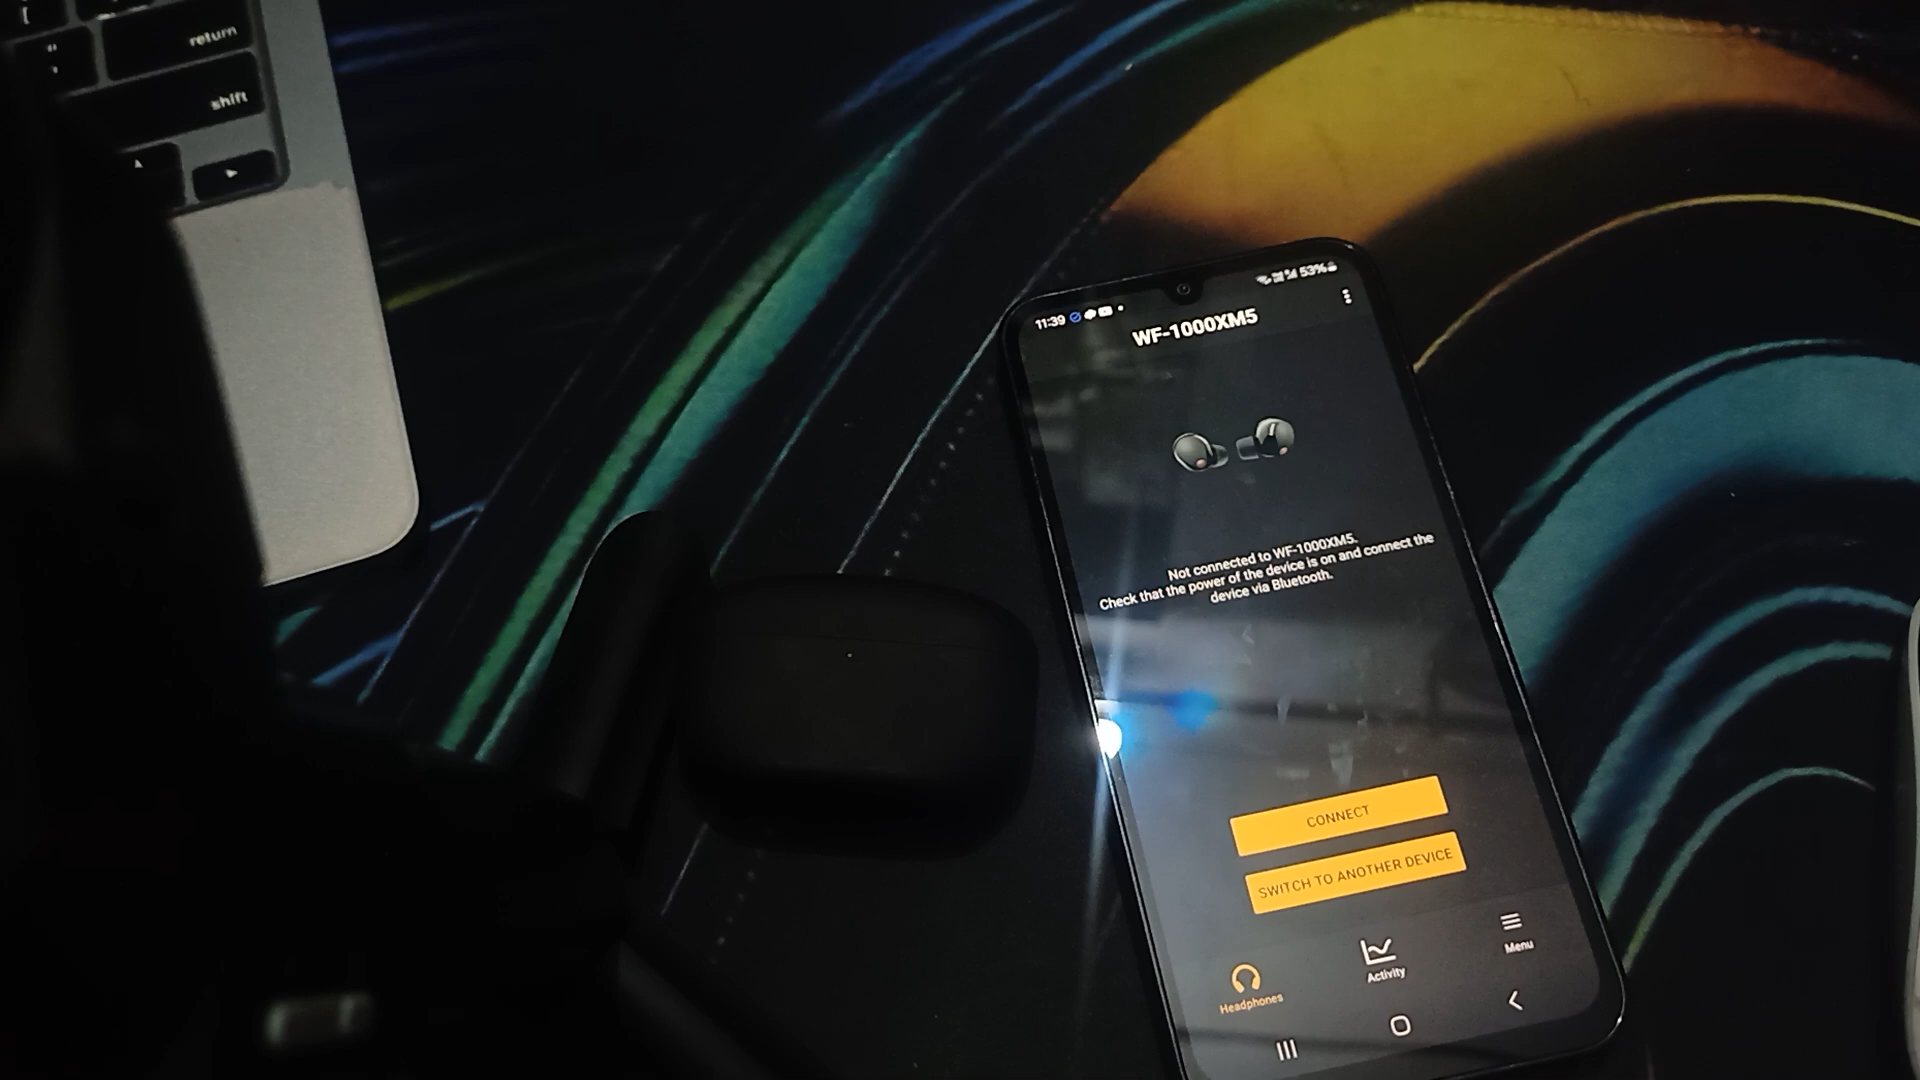 return
shift
11:39
53%
WF-1000XM5
Not connected to WF-1000XM5.
Check that the power of the device is on and connect the
device via Bluetooth.
CONNECT
SWITCH TO ANOTHER DEVICE
Headphones
Activity
Menu